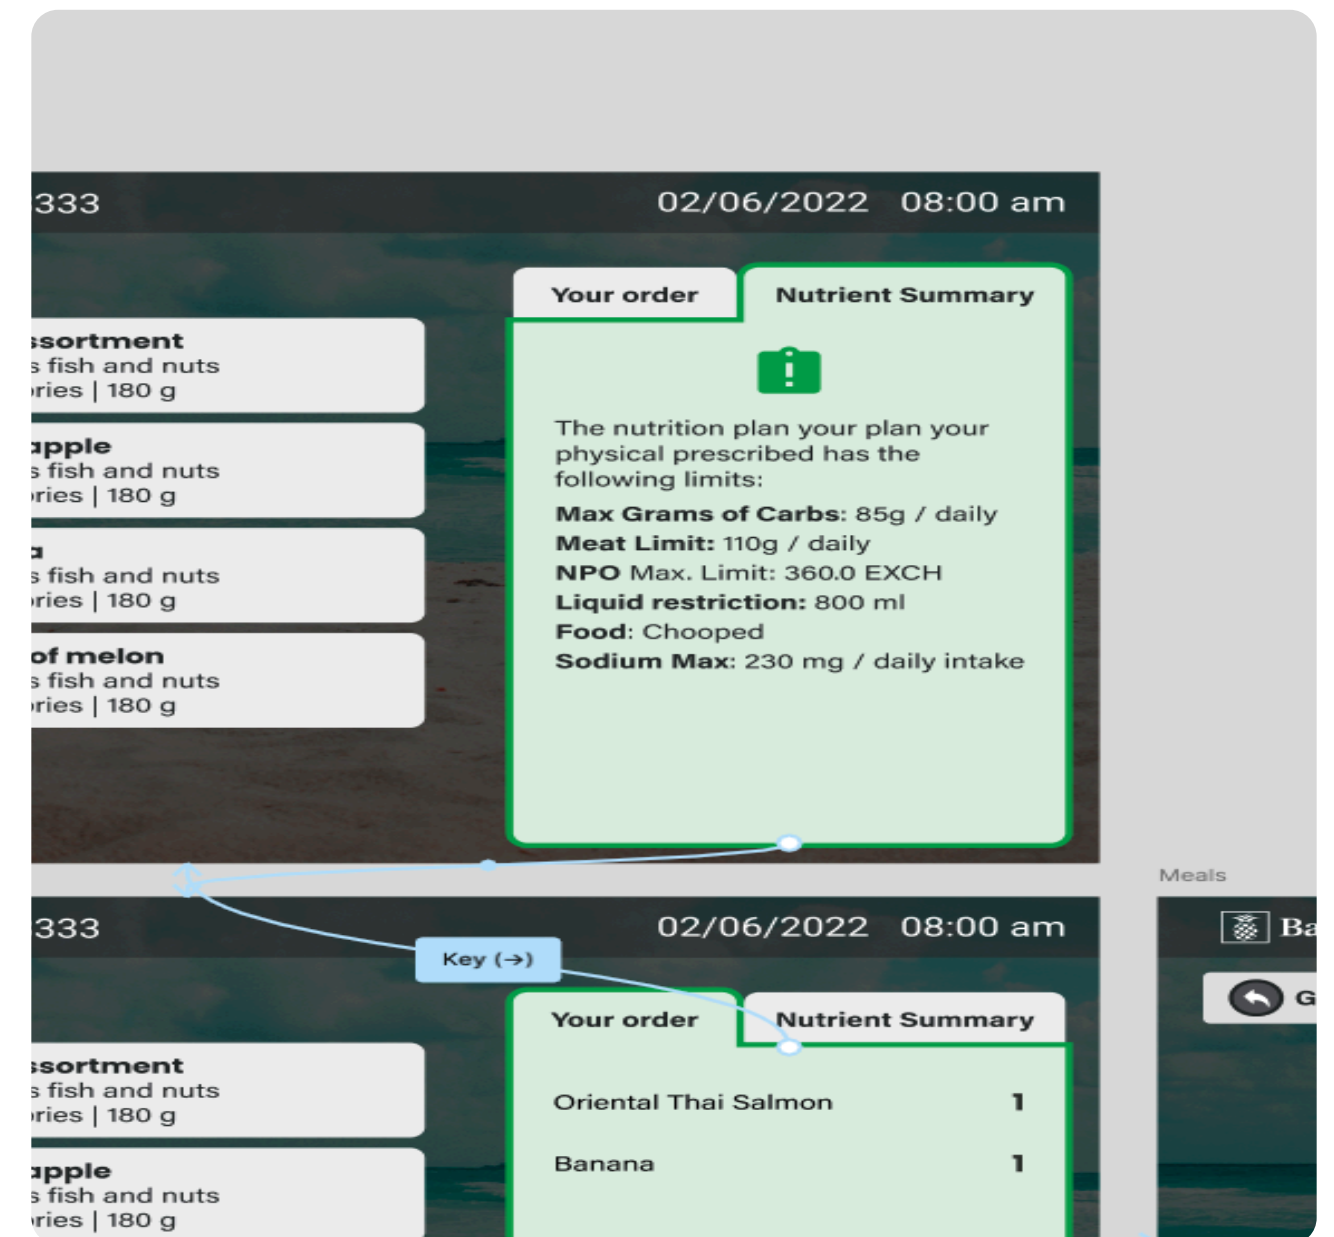 333
02/06/2022 08:00 am
Your order
Nutrient Summary
ssortment
s fish and nuts
ries | 180 g
apple
s fish and nuts
ries | 180 g
a
s fish and nuts
ries | 180 g
of melon
s fish and nuts
ries | 180 g
The nutrition plan your plan your
physical prescribed has the
following limits:
Max Grams of Carbs: 85g / daily
Meat Limit: 110g / daily
NPO Max. Limit: 360.0 EXCH
Liquid restriction: 800 ml
Food: Chooped
Sodium Max: 230 mg / daily intake
Meals
333
02/06/2022 08:00 am
Ba
Key (→)
G
Your order
Nutrient Summary
ssortment
s fish and nuts
ries | 180 g
apple
s fish and nuts
ries | 180 g
Oriental Thai Salmon 1
Banana 1